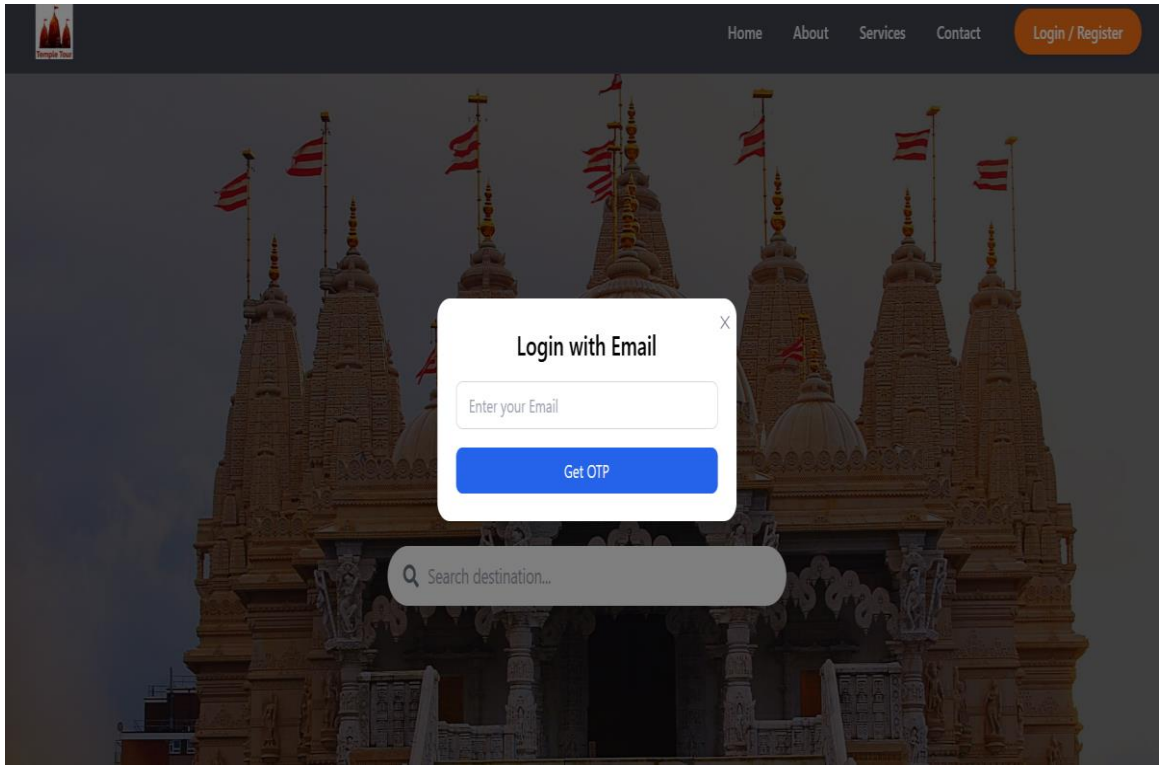 Temple Tour
Home About Services Contact Login / Register
X
Login with Email
Enter your Email
Get OTP
Search destination...